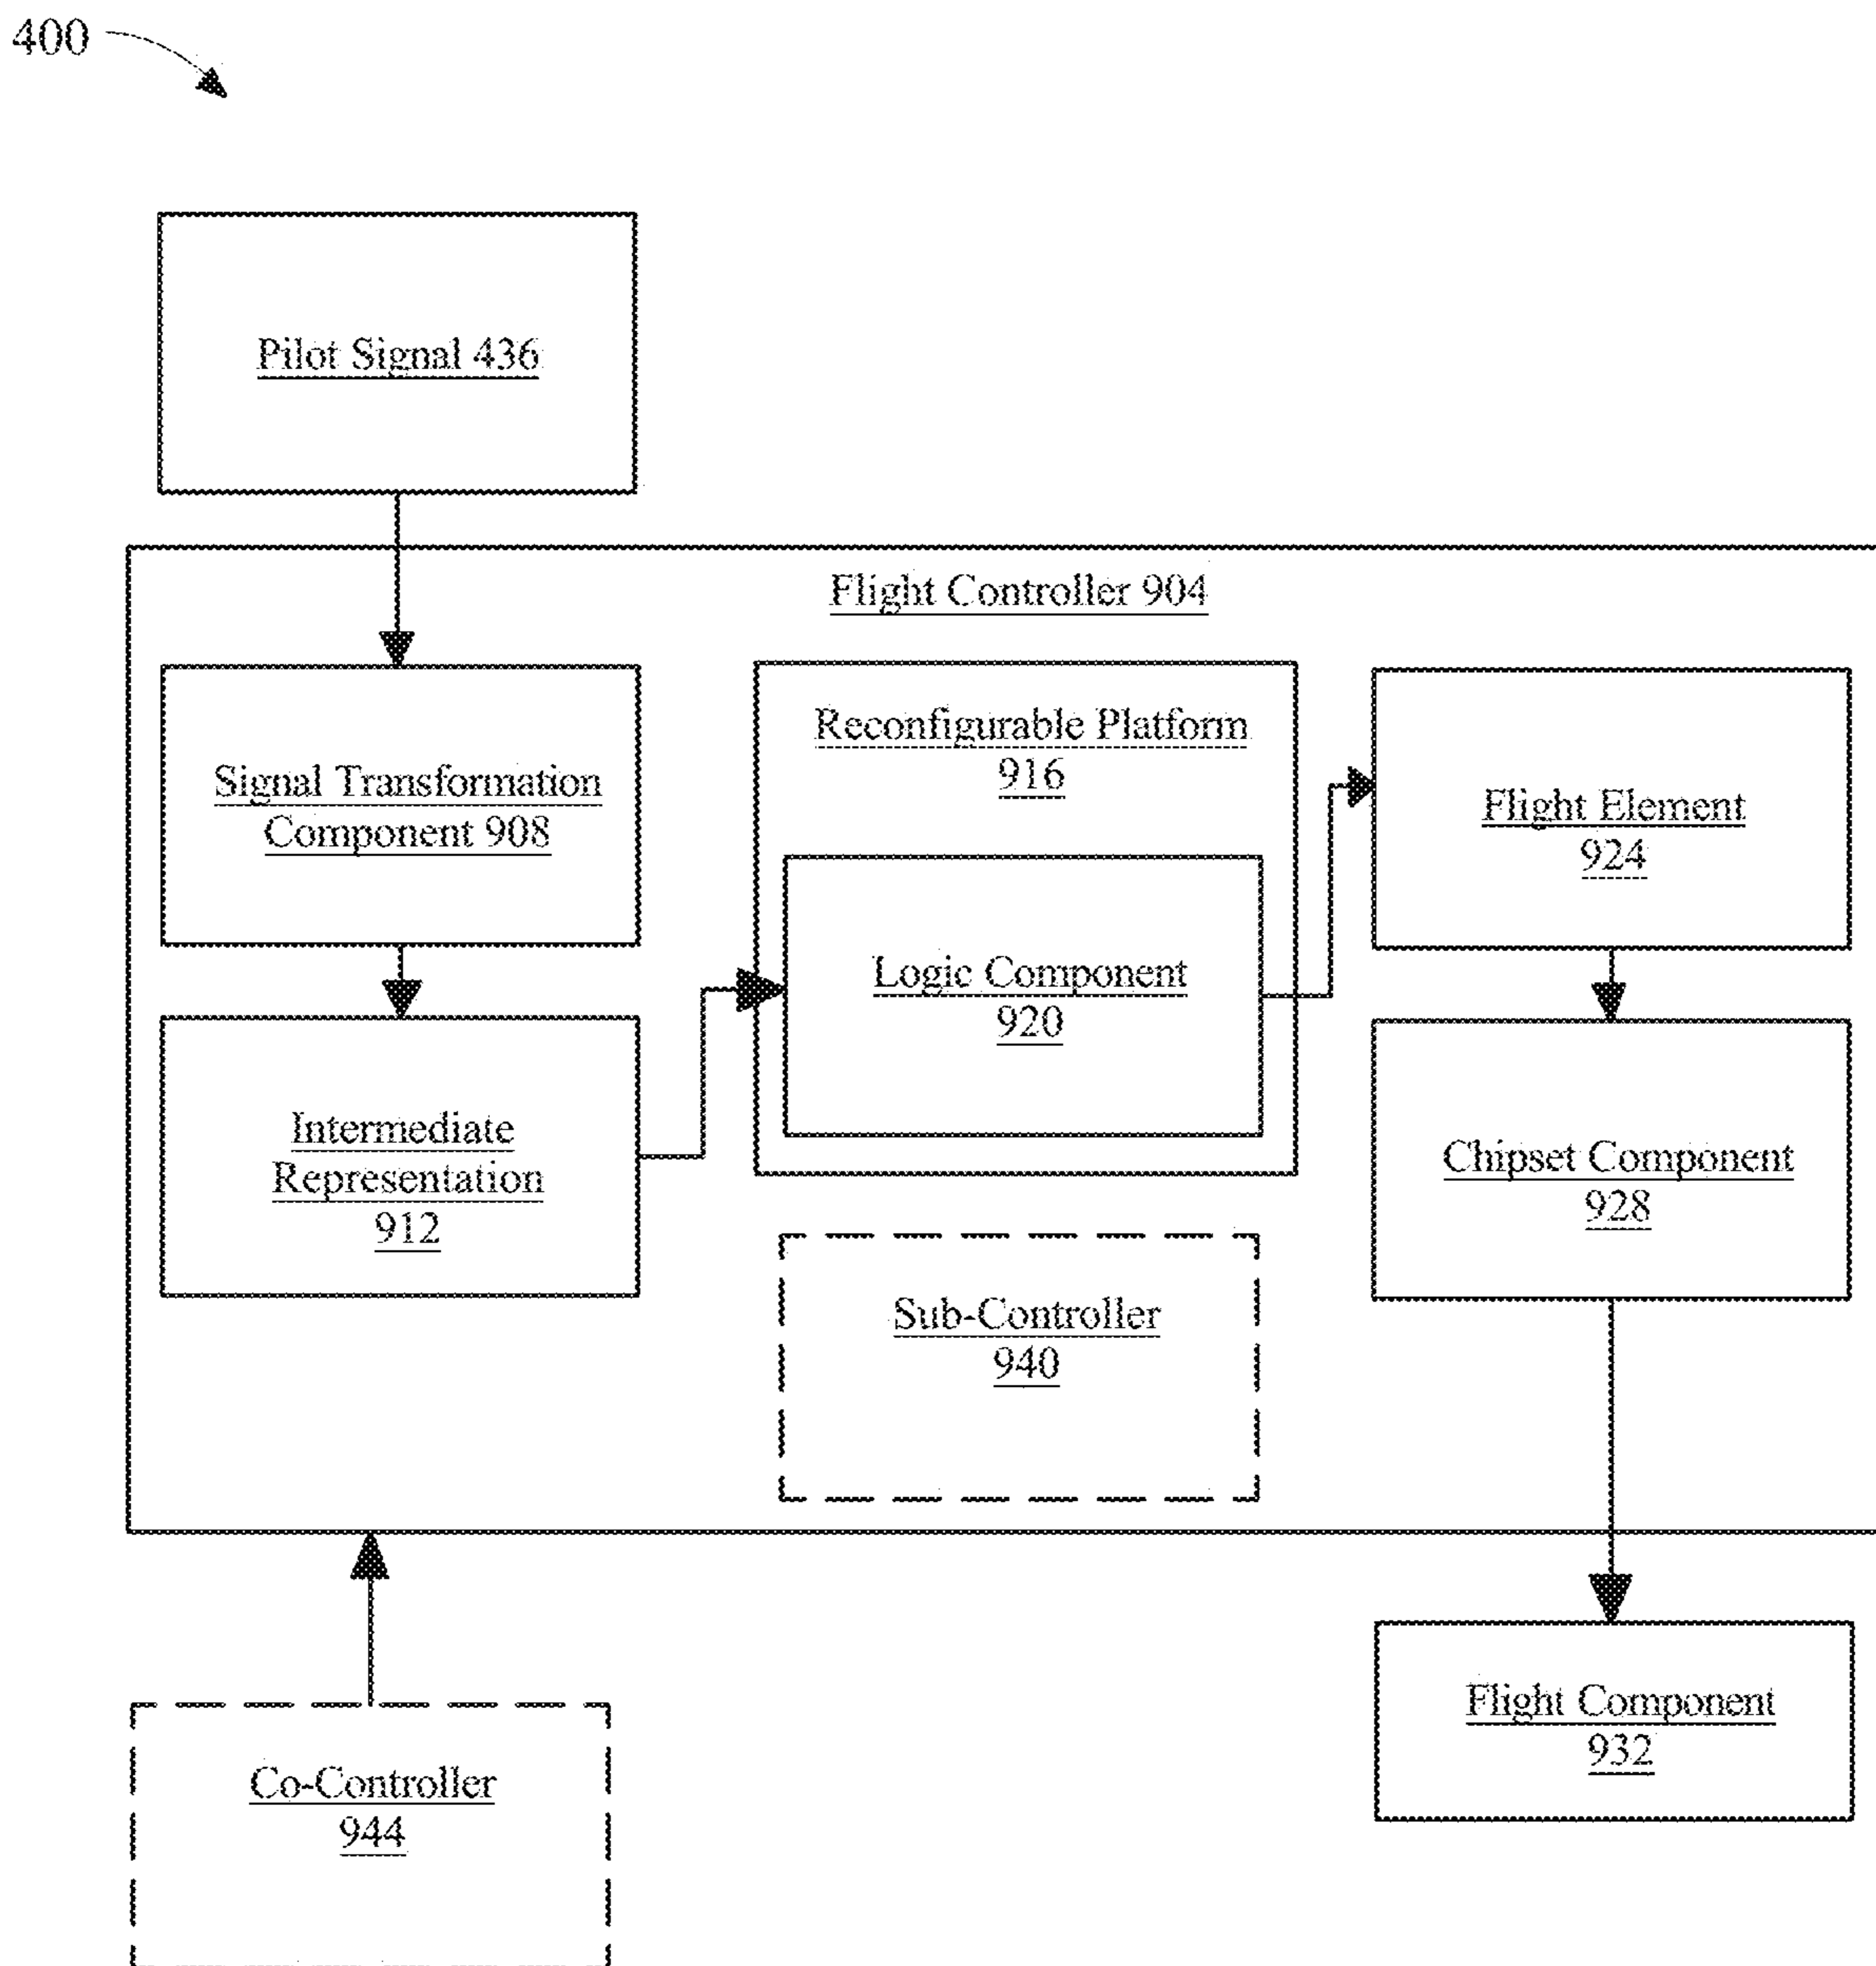 400
Pilot Signal 436
Flight Controller 904
Signal Transformation
Component 908
Reconfigurable Platform
916
Flight Element
924
Logic Component
920
Intermediate
Representation
912
Chipset Component
928
Sub-Controller
940
Flight Component
932
Co-Controller
944